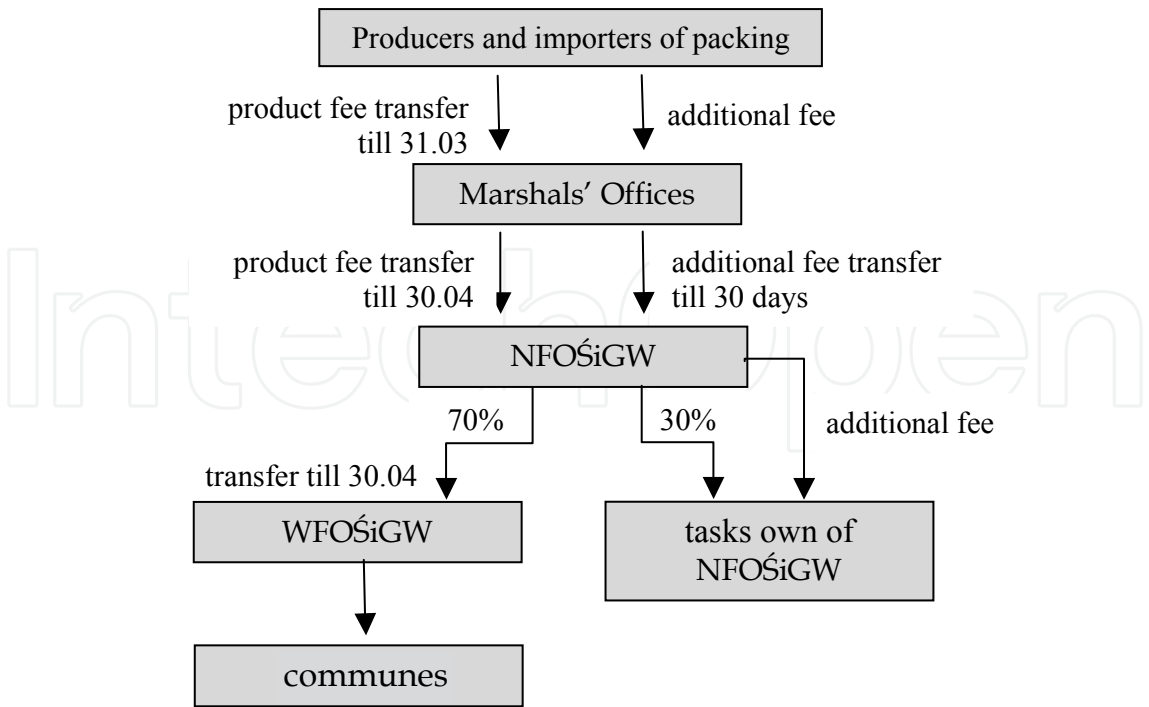 Producers and importers of packing
product fee transfer
till 31.03
additional fee
Marshals' Offices
product fee transfer
till 30.04
additional fee transfer
till 30 days
NFOŚiGW
70%
30%
additional fee
transfer till 30.04
WFOŚiGW
tasks own of
NFOŚiGW
communes
IntechOpen